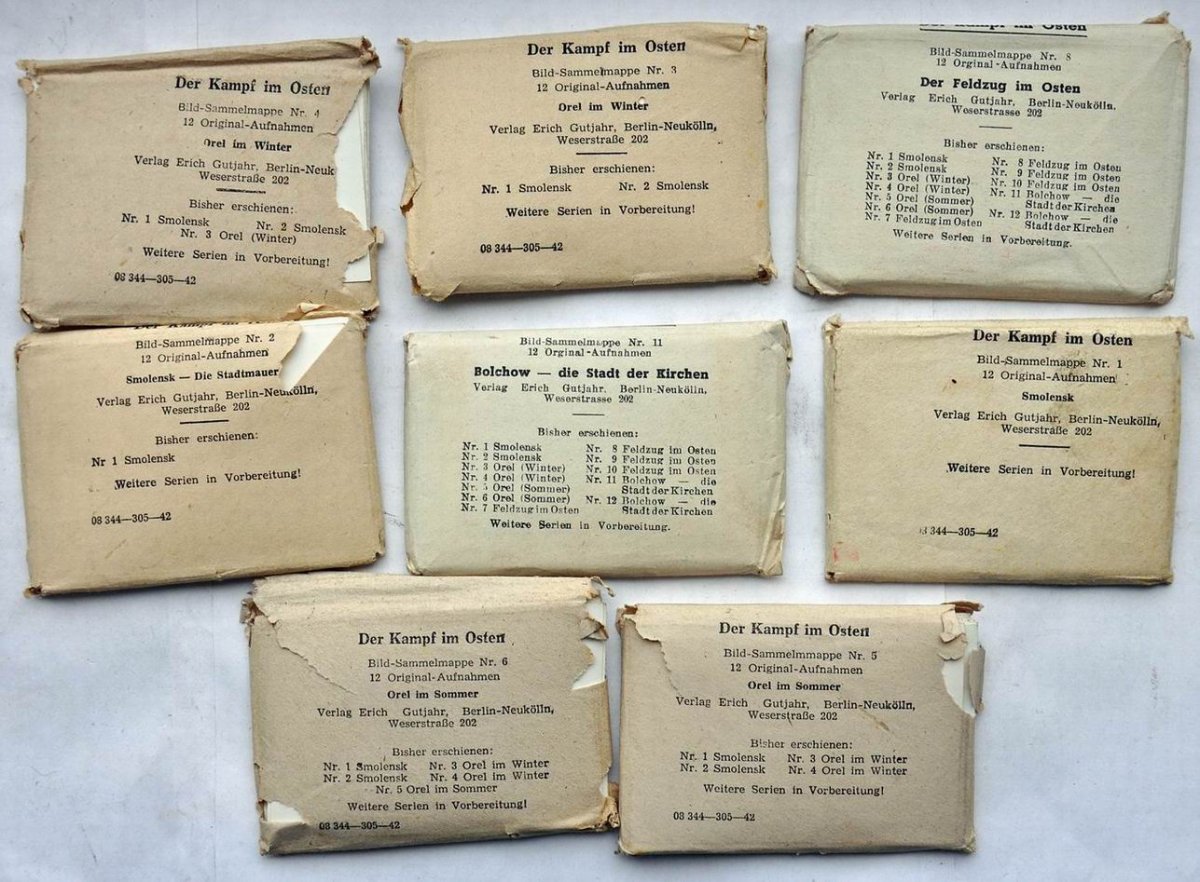 Der Kampf im Osten
Bild-Sammelmappe Nr. 4
12 Original-Aufnahmen
Orel im Winter
Verlag Erich Gutjahr, Berlin-Neuk
Weserstraße 202
Bisher erschienen:
Nr. 1 Smolensk Nr. 2 Smolensk
Nr. 3 Orel (Winter)
Weitere Serien in Vorbereitung!
08 344—305—42
Der Kampf im Osten
Bild-Sammelmappe Nr. 3
12 Original-Aufnahmen
Orel im Winter
Verlag Erich Gutjahr, Berlin-Neukölln,
Weserstraße 202
Bisher erschienen:
Nr. 1 Smolensk Nr. 2 Smolensk
Weitere Serien in Vorbereitung!
08 344—305—42
Der Kampf im Osten
Bild-Sammelmappe Nr. 8
12 Orginal-Aufnahmen
Der Feldzug im Osten
Verlag Erich Gutjahr, Berlin-Neukölln,
Weserstrasse 202
Bisher erschienen:
Nr. 1 Smolensk Nr. 8 Feldzug im Osten
Nr. 2 Smolensk Nr. 9 Feldzug im Osten
Nr. 3 Orel (Winter) Nr. 10 Feldzug im Osten
Nr. 4 Orel (Winter) Nr. 11 Bolchow — die
Nr. 5 Orel (Sommer) Stadt der Kirchen
Nr. 6 Orel (Sommer) Nr. 12 Bolchow — die
Nr. 7 Feldzug im Osten Stadt der Kirchen
Weitere Serien in Vorbereitung.
Der Kampf im
Bild-Sammelmappe Nr. 2
12 Original-Aufnahmen
Smolensk — Die Stadtmauer
Verlag Erich Gutjahr, Berlin-Neukölln,
Weserstraße 202
Bisher erschienen:
Nr 1 Smolensk
Weitere Serien in Vorbereitung!
08 344—305—42
Bild-Sammelmappe Nr. 11
12 Orginal-Aufnahmen
Bolchow — die Stadt der Kirchen
Verlag Erich Gutjahr, Berlin-Neukölln,
Weserstrasse 202
Bisher erschienen:
Nr. 1 Smolensk Nr. 8 Feldzug im Osten
Nr. 2 Smolensk Nr. 9 Feldzug im Osten
Nr. 3 Orel (Winter) Nr. 10 Feldzug im Osten
Nr. 4 Orel (Winter) Nr. 11 Bolchow — die
Nr. 5 Orel (Sommer) Stadt der Kirchen
Nr. 6 Orel (Sommer) Nr. 12 Bolchow — die
Nr. 7 Feldzug im Osten Stadt der Kirchen
Weitere Serien in Vorbereitung.
Der Kampf im Osten
Bild-Sammelmappe Nr. 1
12 Original-Aufnahmen
Smolensk
Verlag Erich Gutjahr, Berlin-Neukölln,
Weserstraße 202
Weitere Serien in Vorbereitung!
344—305—42
Der Kampf im Osten
Bild-Sammelmappe Nr. 6
12 Original-Aufnahmen
Orel im Sommer
Verlag Erich Gutjahr, Berlin-Neukölln,
Weserstraße 202
Bisher erschienen:
Nr. 1 Smolensk Nr. 3 Orel im Winter
Nr. 2 Smolensk Nr. 4 Orel im Winter
Nr. 5 Orel im Sommer
Weitere Serien in Vorbereitung!
08 344—305—42
Der Kampf im Osten
Bild-Sammelmmappe Nr. 5
12 Original-Aufnahmen
Orel im Sommer
Verlag Erich Gutjahr, Berlin-Neukölln,
Weserstraße 202
Bisher erschienen:
Nr. 1 Smolensk Nr. 3 Orel im Winter
Nr. 2 Smolensk Nr. 4 Orel im Winter
Weitere Serien in Vorbereitung!
08 344—305—42